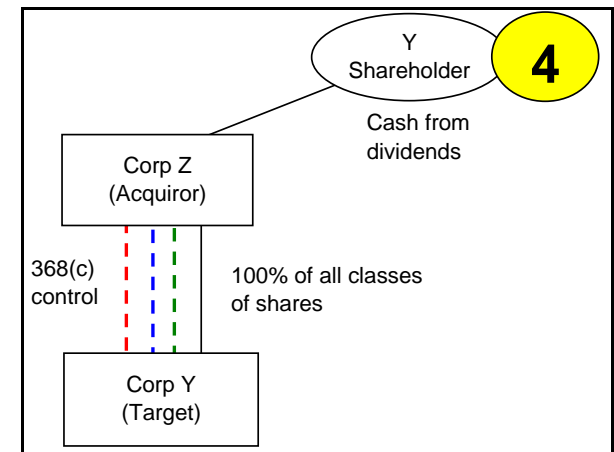 Y
Shareholder
4
Cash from
dividends
Corp Z
(Acquiror)
368(c)
control
100% of all classes
of shares
Corp Y
(Target)